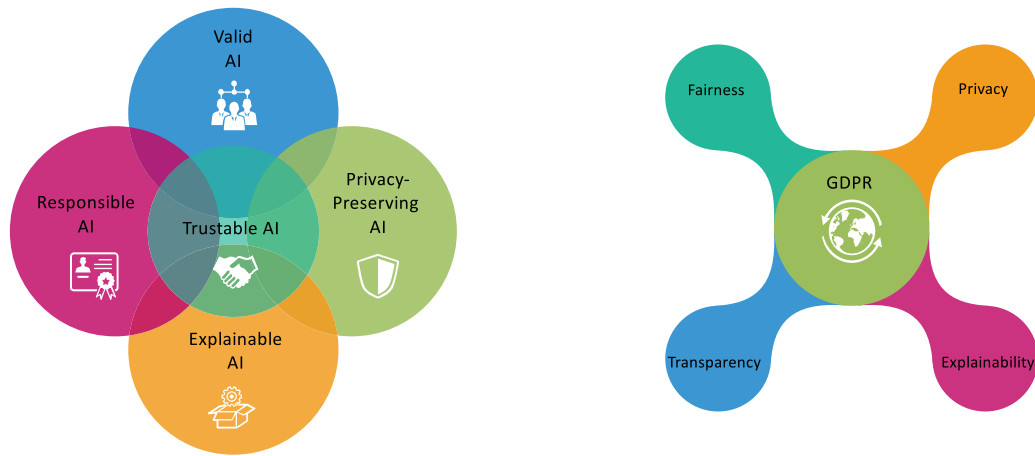 Valid
AI
Responsible
AI
Trustable AI
Privacy-
Preserving
AI
Explainable
AI
Fairness
Privacy
GDPR
Transparency
Explainability